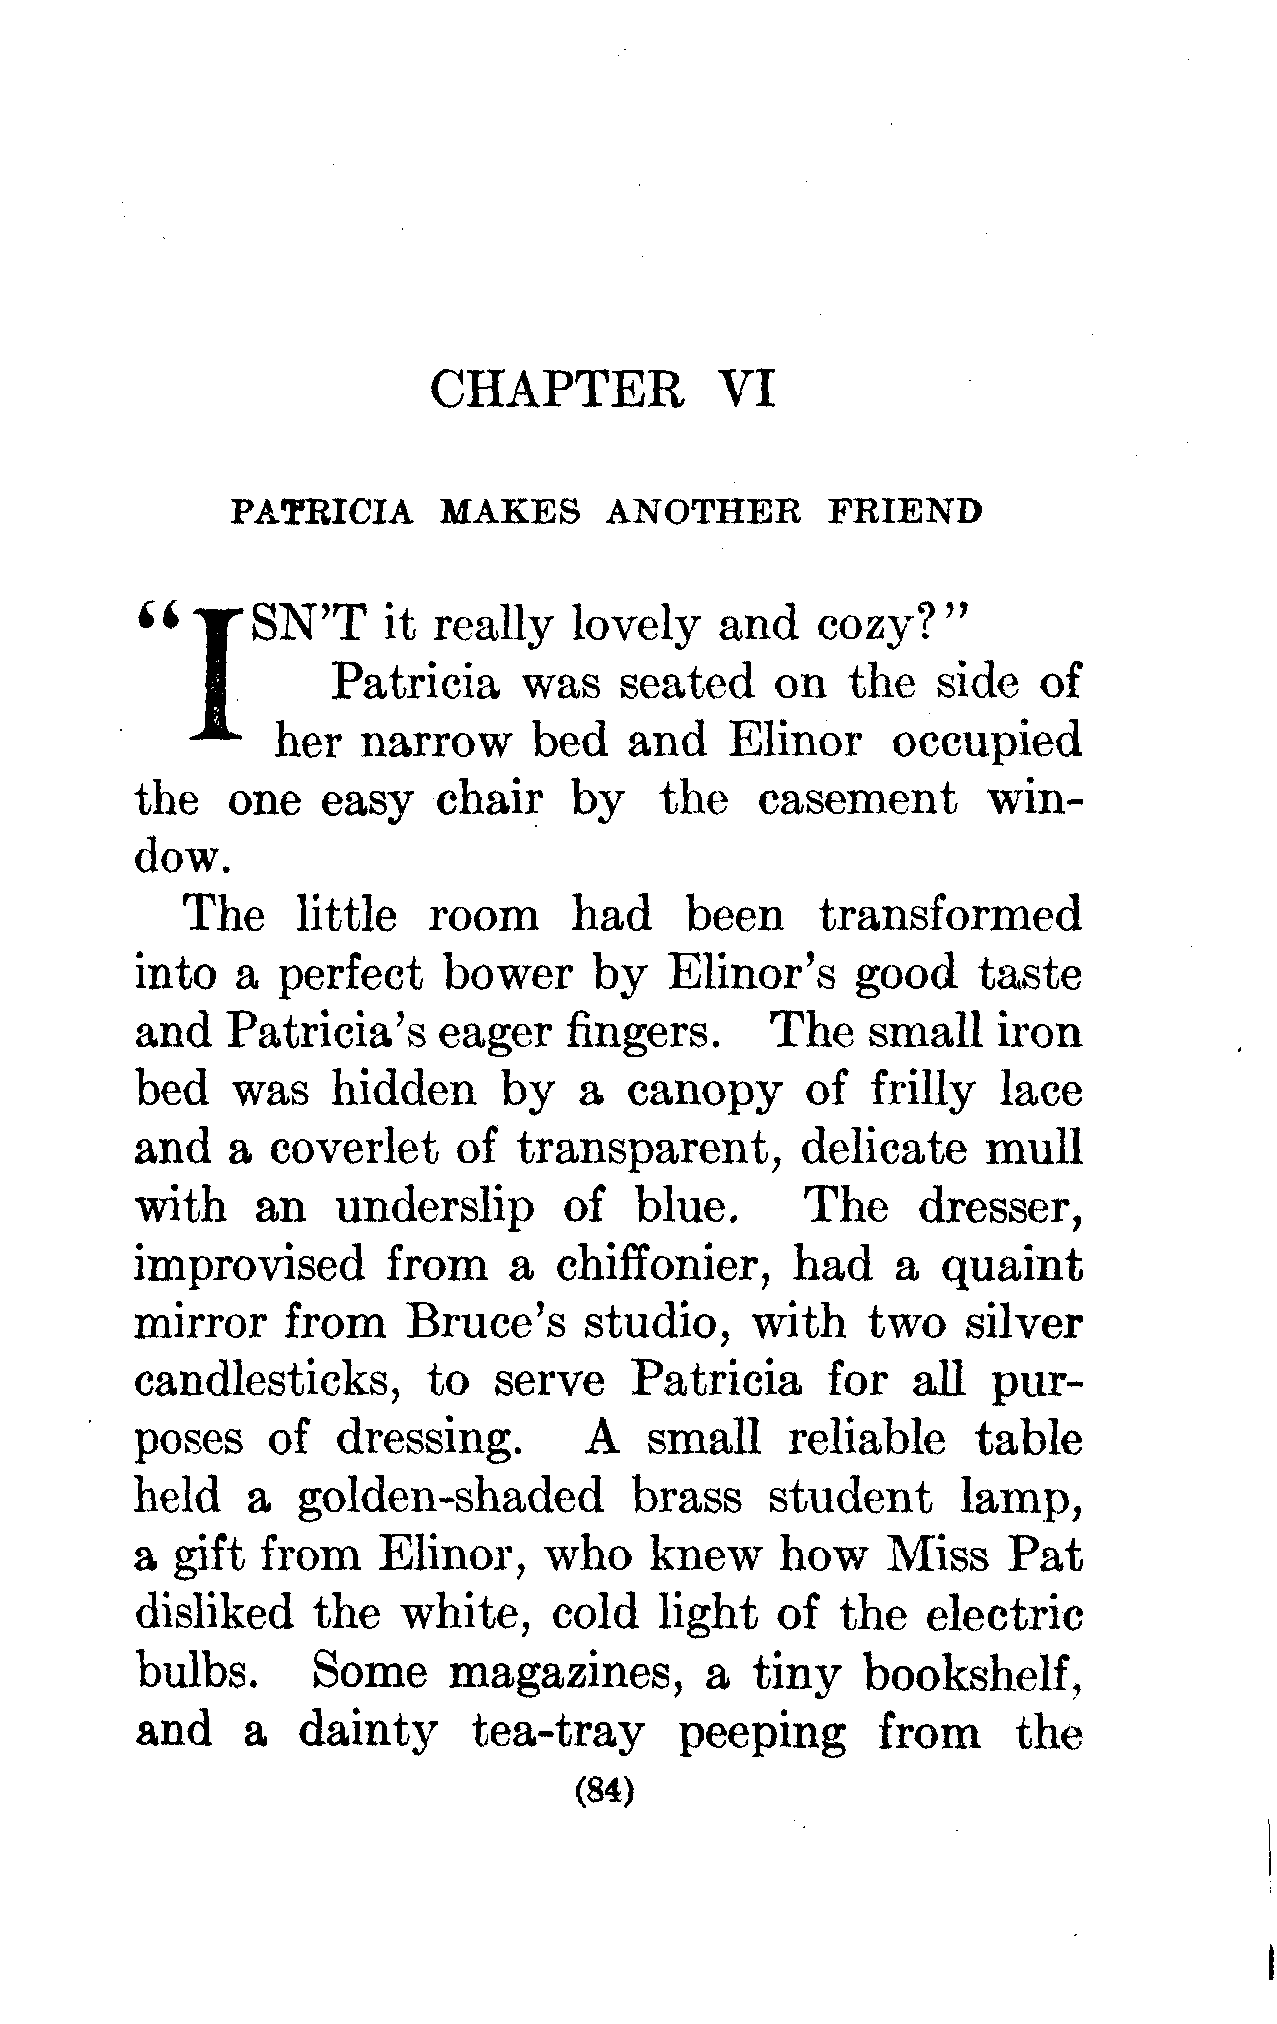 CHAPTER VI
PATRICIA MAKES ANOTHER FRIEND
“ISN’T it really lovely and cozy?”
Patricia was seated on the side of
her narrow bed and Elinor occupied
the one easy chair by the casement win-
dow.
The little room had been transformed
into a perfect bower by Elinor’s good taste
and Patricia’s eager fingers. The small iron
bed was hidden by a canopy of frilly lace
and a coverlet of transparent, delicate mull
with an underslip of blue. The dresser,
improvised from a chiffonier, had a quaint
mirror from Bruce’s studio, with two silver
candlesticks, to serve Patricia for all pur-
poses of dressing. A small reliable table
held a golden-shaded brass student lamp,
a gift from Elinor, who knew how Miss Pat
disliked the white, cold light of the electric
bulbs. Some magazines, a tiny bookshelf,
and a dainty tea-tray peeping from the
(84)